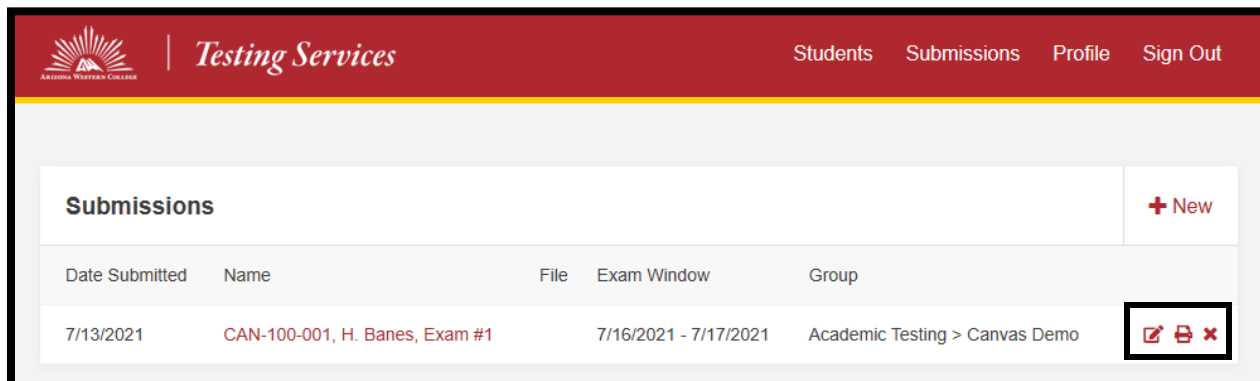 ARIZONA WESTERN COLLEGE
Testing Services
Students Submissions Profile Sign Out
Submissions
New
Date Submitted Name File Exam Window Group
7/13/2021 CAN-100-001, H. Banes, Exam #1 7/16/2021 - 7/17/2021 Academic Testing > Canvas Demo